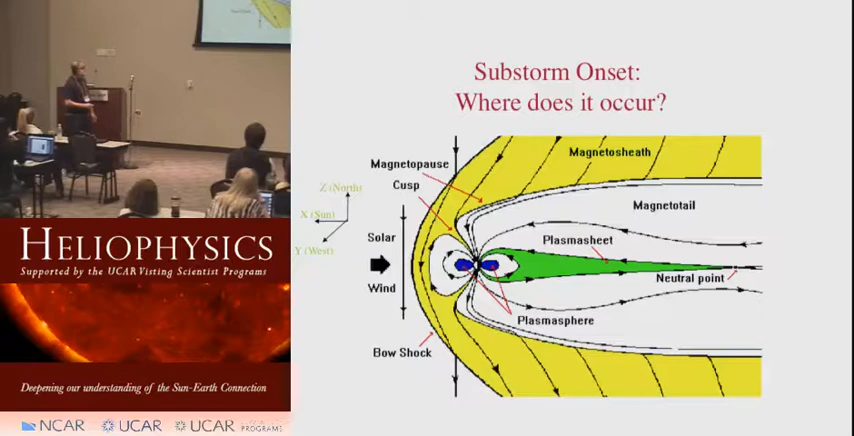 Substorm Onset:
Where does it occur?
Magnetosheath
Magnetopause
Cusp
Z (North)
X (Sun)
Y (West)
Magnetotail
Solar
Wind
Plasmasheet
Neutral point
Plasmasphere
Bow Shock
HELIOPHYSICS
Supported by the UCAR Visting Scientist Programs
Deepening our understanding of the Sun-Earth Connection
NCAR UCAR UCAR PROGRAMS